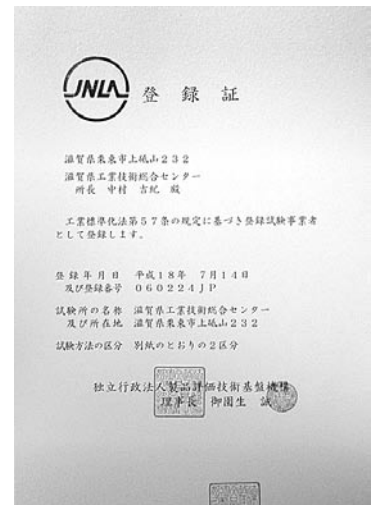 JNLA
登録証
滋賀県栗東市上砥山232
滋賀県工業技術総合センター
所長 中村 吉紀 殿
工業標準化法第57条の規定に基づき登録試験事業者
として登録します。
登録年月日 平成18年 7月14日
及び登録番号 060224JP
試験所の名称 滋賀県工業技術総合センター
及び所在地 滋賀県栗東市上砥山232
試験方法の区分 別紙のとおりの2区分
独立行政法人製品評価技術基盤機構
理事長 御園生 誠